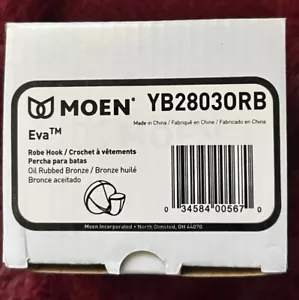 MOEN® YB2803ORB
Made in China / Fabriqué en Chine / Fabricado en China
Eva™
Robe Hook / Crochet à vêtements
Percha para batas
Oil Rubbed Bronze / Bronze huilé
Bronce aceitado
0 34584 00567 0
Moen Incorporated • North Olmsted, OH 44070